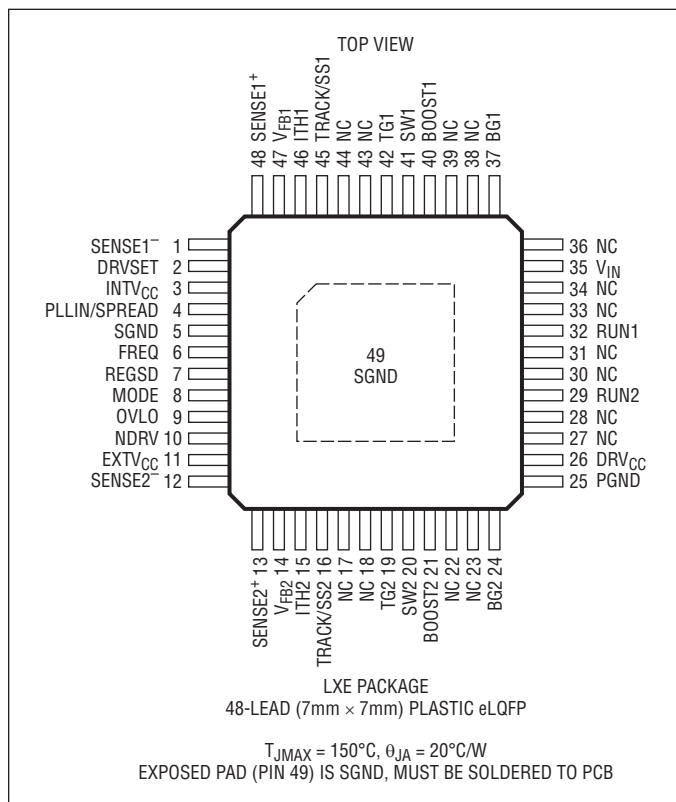 TOP VIEW
48 SENSE1+
47 VFB1
46 ITH1
45 TRACK/SS1
44 NC
43 NC
42 TG1
41 SW1
40 BOOST1
39 NC
38 NC
37 BG1
SENSE1– 1
DRVSET 2
INTVCC 3
PLLIN/SPREAD 4
SGND 5
FREQ 6
REGSD 7
MODE 8
OVLO 9
NDRV 10
EXTVCC 11
SENSE2– 12
49
SGND
36 NC
35 VIN
34 NC
33 NC
32 RUN1
31 NC
30 NC
29 RUN2
28 NC
27 NC
26 DRVCC
25 PGND
SENSE2+ 13
VFB2 14
ITH2 15
TRACK/SS2 16
NC 17
NC 18
TG2 19
SW2 20
BOOST2 21
NC 22
NC 23
BG2 24
LXE PACKAGE
48-LEAD (7mm × 7mm) PLASTIC eLQFP
TJMAX = 150°C, θJA = 20°C/W
EXPOSED PAD (PIN 49) IS SGND, MUST BE SOLDERED TO PCB